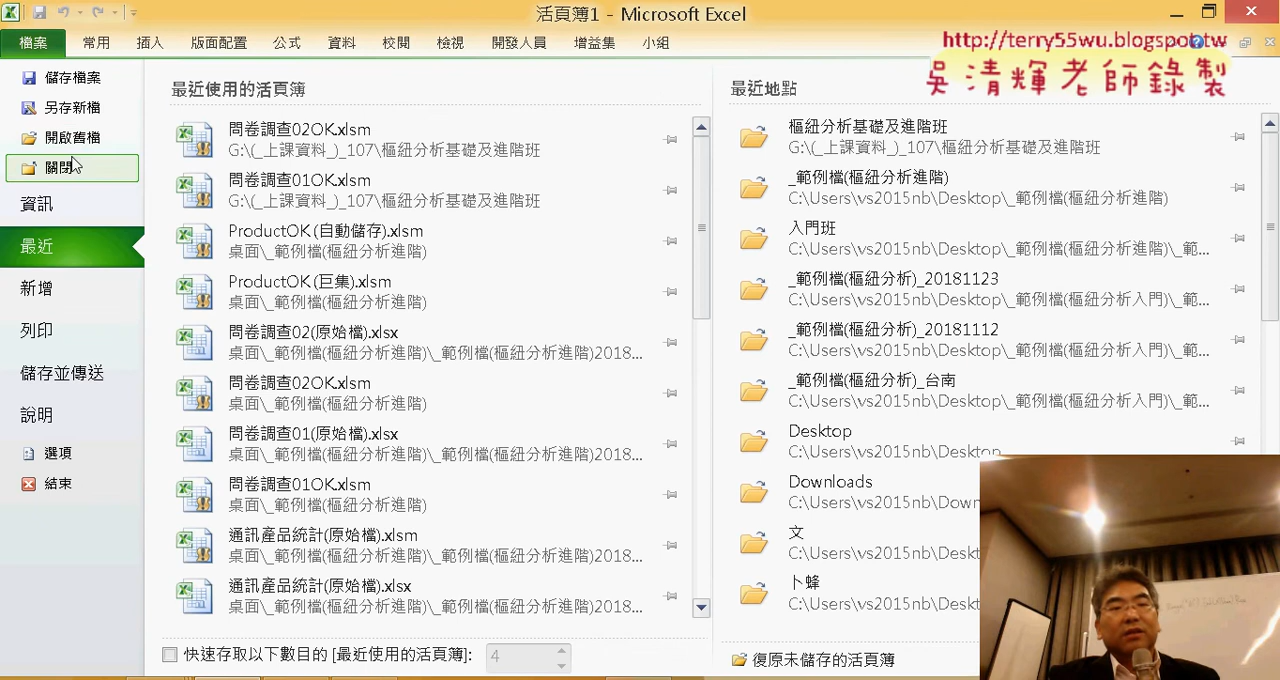 活頁簿1 - Microsoft Excel
檔案 常用 插入 版面配置 公式 資料 校閱 檢視 開發人員 增益集 小組
http://terry55wu.blogspot.tw
吳清輝老師錄製
儲存檔案
另存新檔
開啟舊檔
關閉
資訊
最近
新增
列印
儲存並傳送
說明
選項
結束
最近使用的活頁簿
問卷調查02OK.xlsm
G:\(_上課資料_)_107\樞紐分析基礎及進階班
問卷調查01OK.xlsm
G:\(_上課資料_)_107\樞紐分析基礎及進階班
ProductOK (自動儲存).xlsm
桌面\_範例檔(樞紐分析進階)
ProductOK (巨集).xlsm
桌面\_範例檔(樞紐分析進階)
問卷調查02(原始檔).xlsx
桌面\_範例檔(樞紐分析進階)\_範例檔(樞紐分析進階)2018...
問卷調查02OK.xlsm
桌面\_範例檔(樞紐分析進階)
問卷調查01(原始檔).xlsx
桌面\_範例檔(樞紐分析進階)\_範例檔(樞紐分析進階)2018...
問卷調查01OK.xlsm
桌面\_範例檔(樞紐分析進階)
通訊產品統計(原始檔).xlsm
桌面\_範例檔(樞紐分析進階)\_範例檔(樞紐分析進階)2018...
通訊產品統計(原始檔).xlsx
桌面\_範例檔(樞紐分析進階)\_範例檔(樞紐分析進階)2018...
快速存取以下數目的 [最近使用的活頁簿]: 4
最近地點
樞紐分析基礎及進階班
G:\(_上課資料_)_107\樞紐分析基礎及進階班
_範例檔(樞紐分析進階)
C:\Users\vs2015nb\Desktop\_範例檔(樞紐分析進階)
入門班
C:\Users\vs2015nb\Desktop\_範例檔(樞紐分析進階)\_範...
_範例檔(樞紐分析)_20181123
C:\Users\vs2015nb\Desktop\_範例檔(樞紐分析入門)\_範...
_範例檔(樞紐分析)_20181112
C:\Users\vs2015nb\Desktop\_範例檔(樞紐分析入門)\_範...
_範例檔(樞紐分析)_台南
C:\Users\vs2015nb\Desktop\_範例檔(樞紐分析入門)\_範...
Desktop
C:\Users\vs2015nb\Desktop
Downloads
C:\Users\vs2015nb\Down
文
C:\Users\vs2015nb\Deskt
卜蜂
C:\Users\vs2015nb\Deskt
復原未儲存的活頁簿